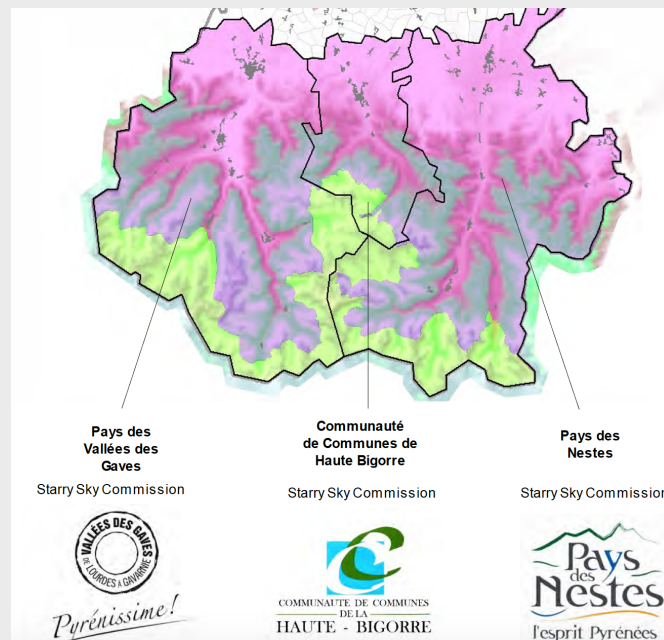 Pays des
Vallées des
Gaves
Starry Sky Commission
Communauté
de Communes de
Haute Bigorre
Starry Sky Commission
Pays des
Nestes
Starry Sky Commission
VALLÉES DES GAVES
DE LOURDES À GAVARNIE
Pyrénissime!
COMMUNAUTE DE COMMUNES
DE LA
HAUTE - BIGORRE
Pays
des
Nestes
l'esprit Pyrénées